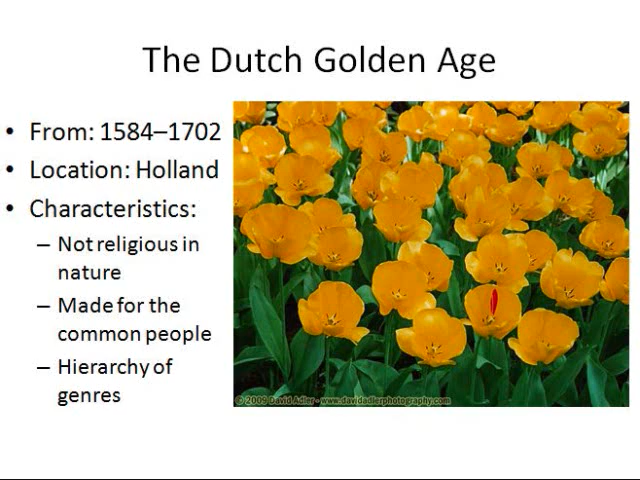 The Dutch Golden Age
• From: 1584–1702
• Location: Holland
• Characteristics:
– Not religious in
nature
– Made for the
common people
– Hierarchy of
genres
© 2009 David Adler - www.davidadlerphotography.com